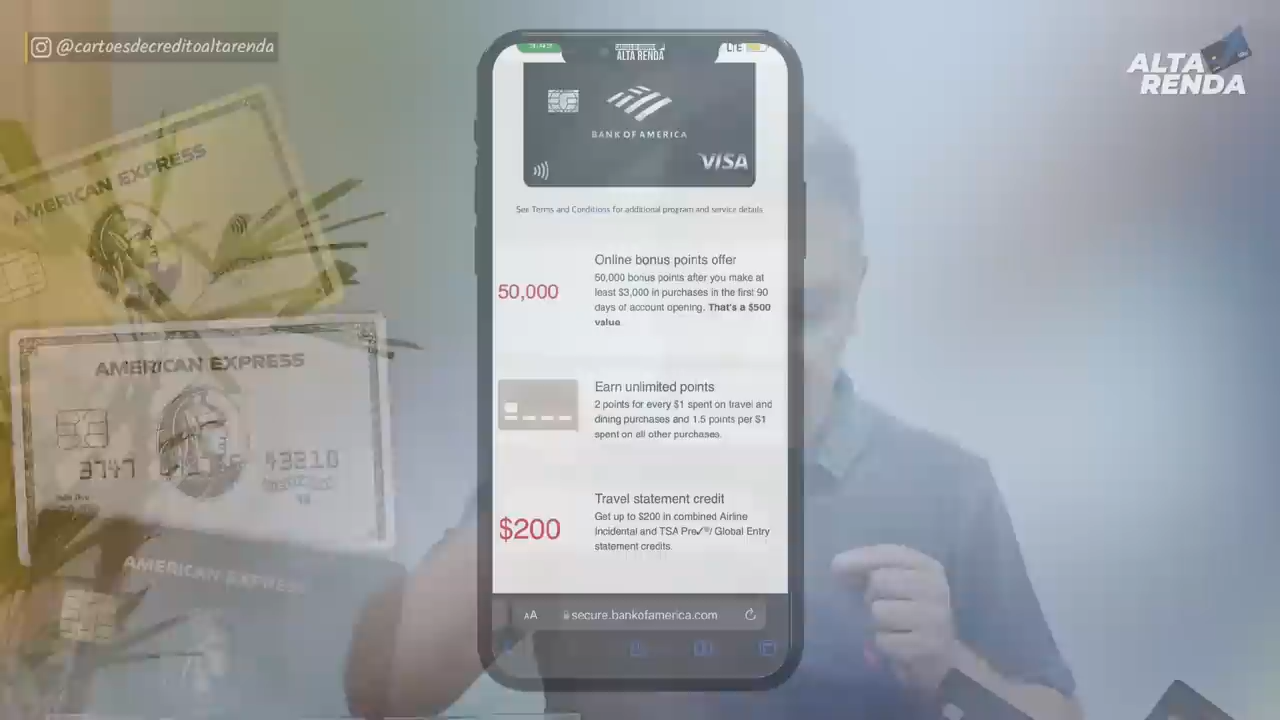 @cartoesdecreditoaltarenda
ALTA
RENDA
ALTA RENDA
LTE
BANK OF AMERICA
VISA
See Terms and Conditions for additional program and service details.
Online bonus points offer
50,000
50,000 bonus points after you make at
least $3,000 in purchases in the first 90
days of account opening. That's a $500
value.
Earn unlimited points
2 points for every $1 spent on travel and
dining purchases and 1.5 points per $1
spent on all other purchases.
Travel statement credit
$200
Get up to $200 in combined Airline
Incidental and TSA Pre✓®/ Global Entry
statement credits.
AA
secure.bankofamerica.com
AMERICAN EXPRESS
AMERICAN EXPRESS
3747
43210
AMERICAN EXPRESS